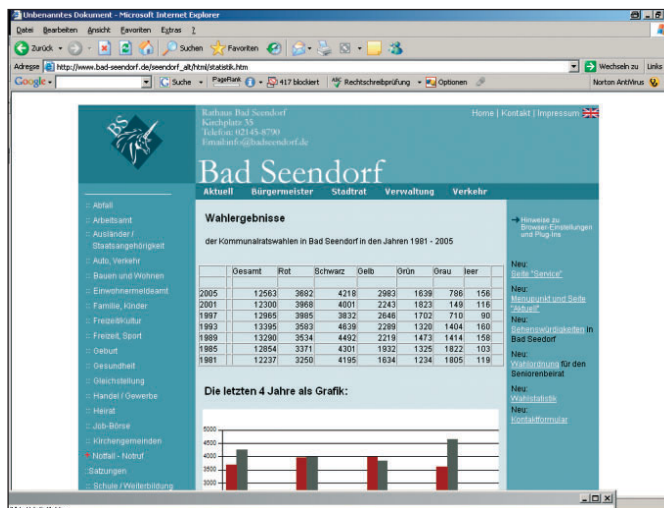 Unbenanntes Dokument - Microsoft Internet Explorer
Datei Bearbeiten Ansicht Favoriten Extras ?
Zurück Suchen Favoriten
Adresse http://www.bad-seendorf.de/seendorf_alt/html/statistik.htm Wechseln zu Links
Google - Suche PageRank 417 blockiert Rechtschreibprüfung Optionen Norton AntiVirus
Rathaus Bad Seendorf
Kirchplatz 35
Telefon: 02145-8790
Email:info@badseendorf.de
Home | Kontakt | Impressum
BS
Bad Seendorf
Aktuell Bürgermeister Stadtrat Verwaltung Verkehr
:: Abfall
:: Arbeitsamt
:: Ausländer /
Staatsangehörigkeit
:: Auto, Verkehr
:: Bauen und Wohnen
:: Einwohnermeldeamt
:: Familie, Kinder
:: Freizeit/Kultur
:: Freizeit, Sport
:: Geburt
:: Gesundheit
:: Gleichstellung
:: Handel / Gewerbe
:: Heirat
:: Job-Börse
:: Kirchengemeinden
Notfall - Notruf
::Satzungen
:: Schule / Weiterbildung
Wahlergebnisse
der Kommunalratswahlen in Bad Seendorf in den Jahren 1981 - 2005
Gesamt Rot Schwarz Gelb Grün Grau leer
2005 12563 3682 4218 2983 1639 786 156
2001 12300 3968 4001 2243 1823 149 116
1997 12965 3985 3832 2646 1702 710 90
1993 13395 3583 4639 2289 1320 1404 160
1989 13290 3534 4492 2219 1473 1414 158
1985 12854 3371 4301 1932 1325 1822 103
1981 12237 3250 4195 1634 1234 1805 119
Die letzten 4 Jahre als Grafik:
5000
4500
4000
3500
3000
Hinweise zu
Browser-Einstellungen
und Plug-Ins
Neu:
Seite "Service"
Neu:
Menupunkt und Seite
"Aktuell"
Neu:
Sehenswürdigkeiten in
Bad Seedorf
Neu:
Wahlordnung für den
Seniorenbeirat
Neu:
Wahlstatistik
Neu:
Kontaktformular